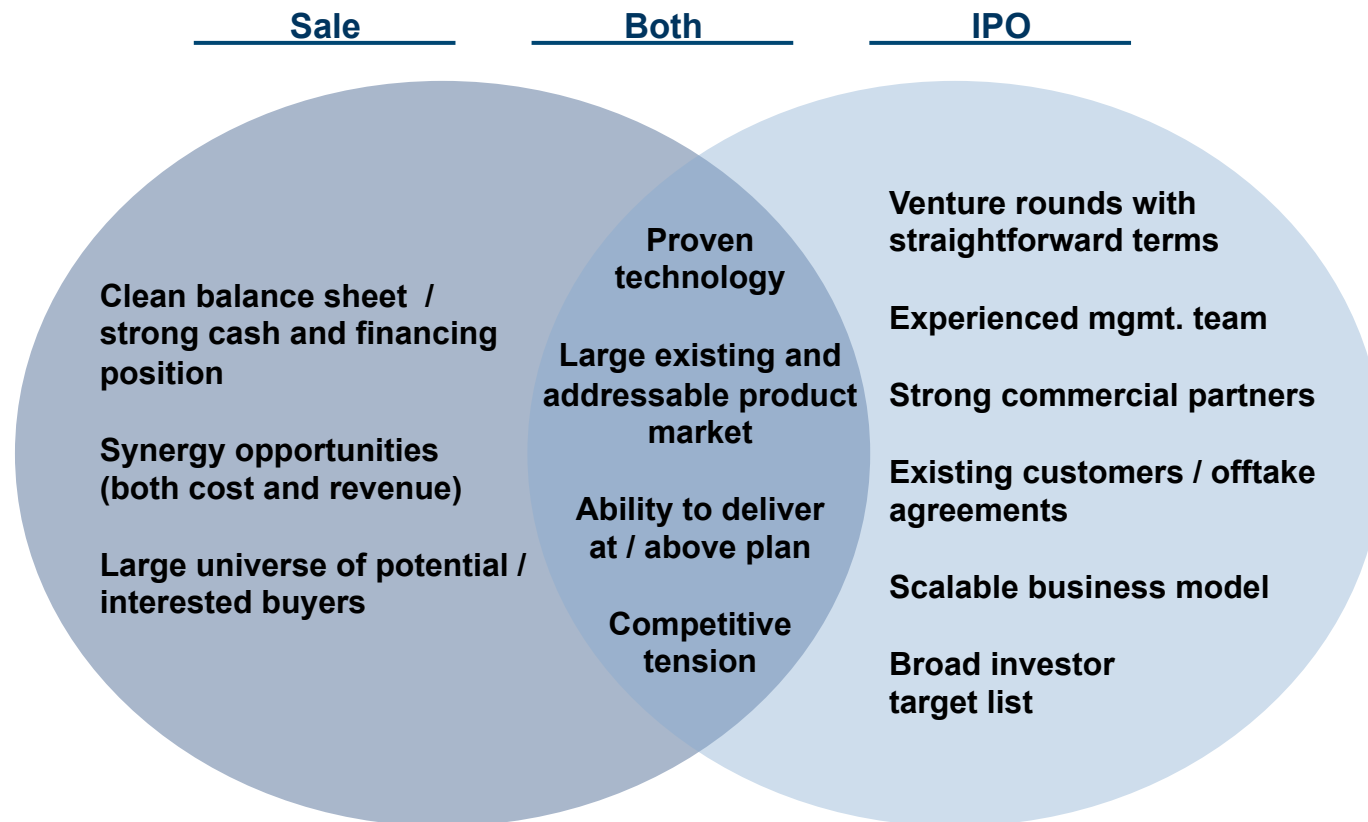 Sale
Both
IPO
Clean balance sheet /
strong cash and financing
position
Synergy opportunities
(both cost and revenue)
Large universe of potential /
interested buyers
Proven
technology
Large existing and
addressable product
market
Ability to deliver
at / above plan
Competitive
tension
Venture rounds with
straightforward terms
Experienced mgmt. team
Strong commercial partners
Existing customers / offtake
agreements
Scalable business model
Broad investor
target list